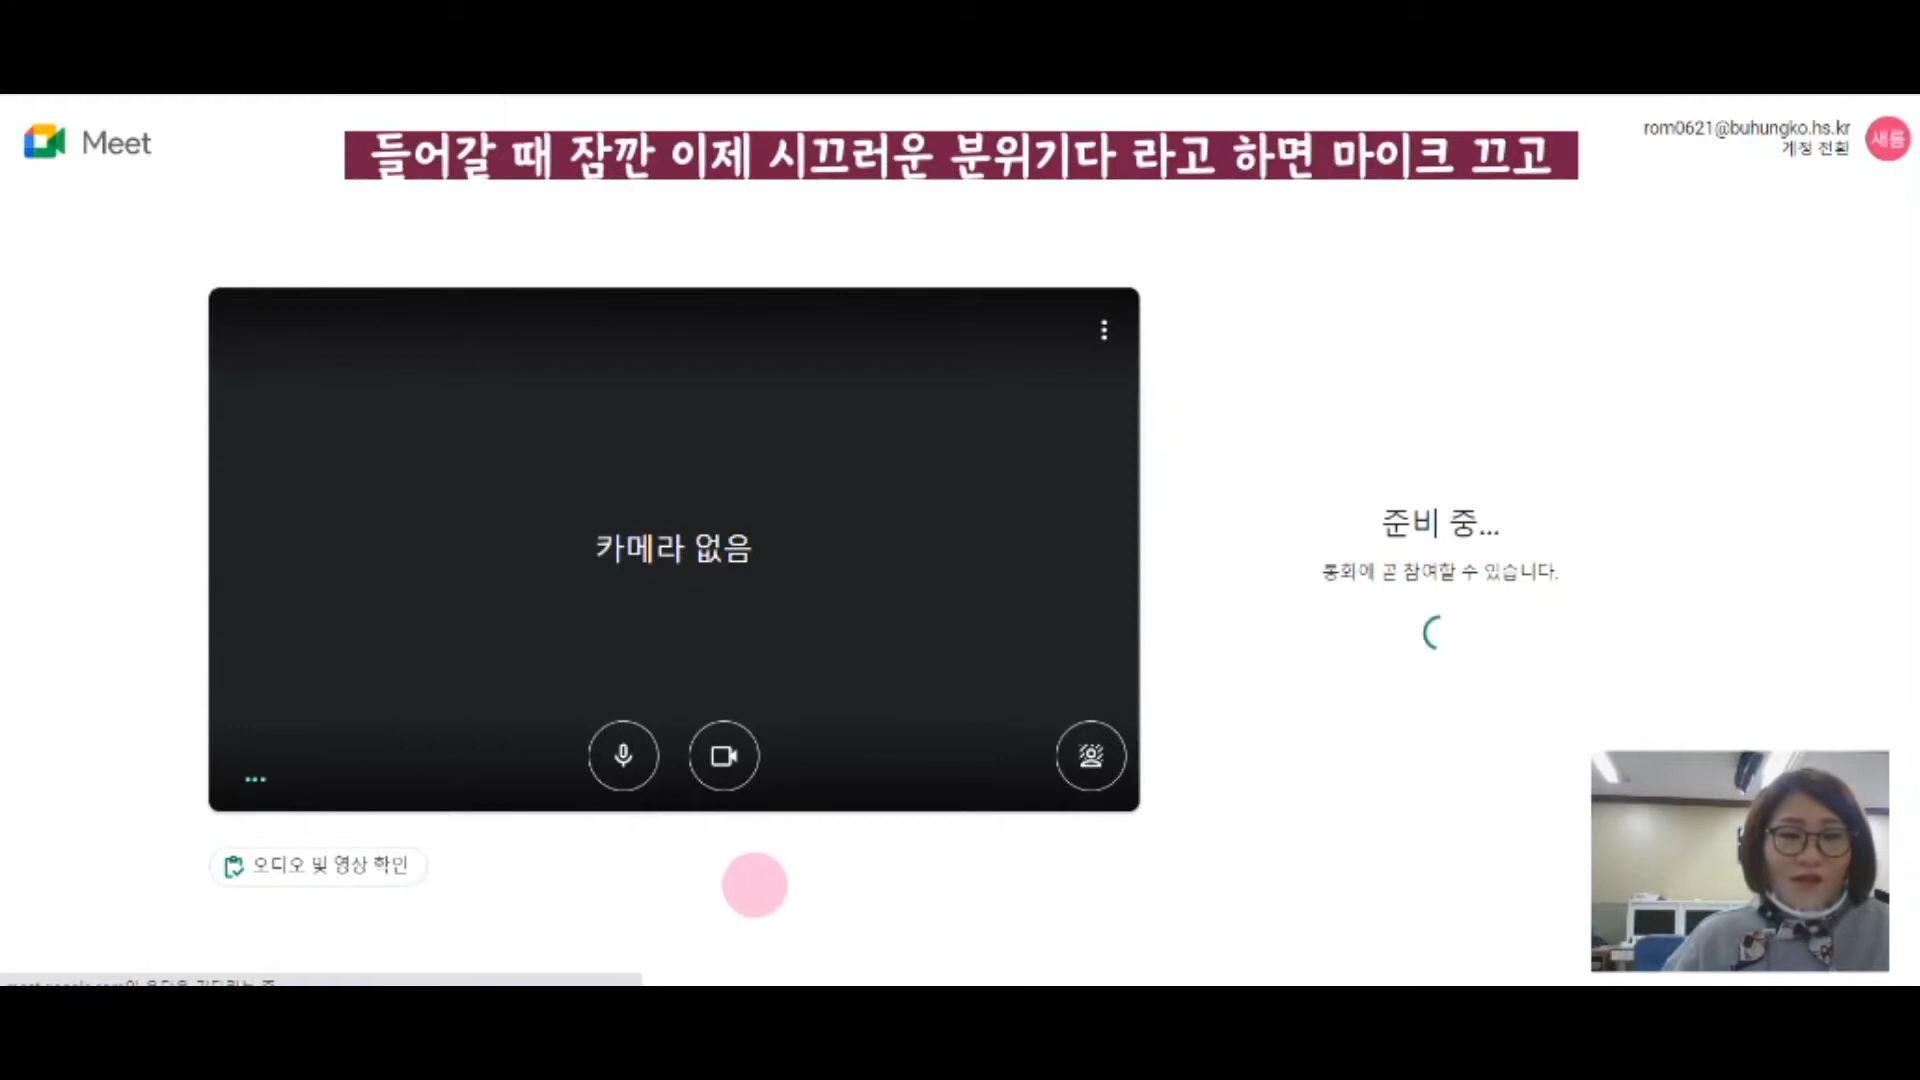 Meet
들어갈 때 잠깐 이제 시끄러운 분위기다 라고 하면 마이크 끄고
rom0621@buhungko.hs.kr
계정 전환
새롬
카메라 없음
준비 중...
통화에 곧 참여할 수 있습니다.
오디오 및 영상 확인